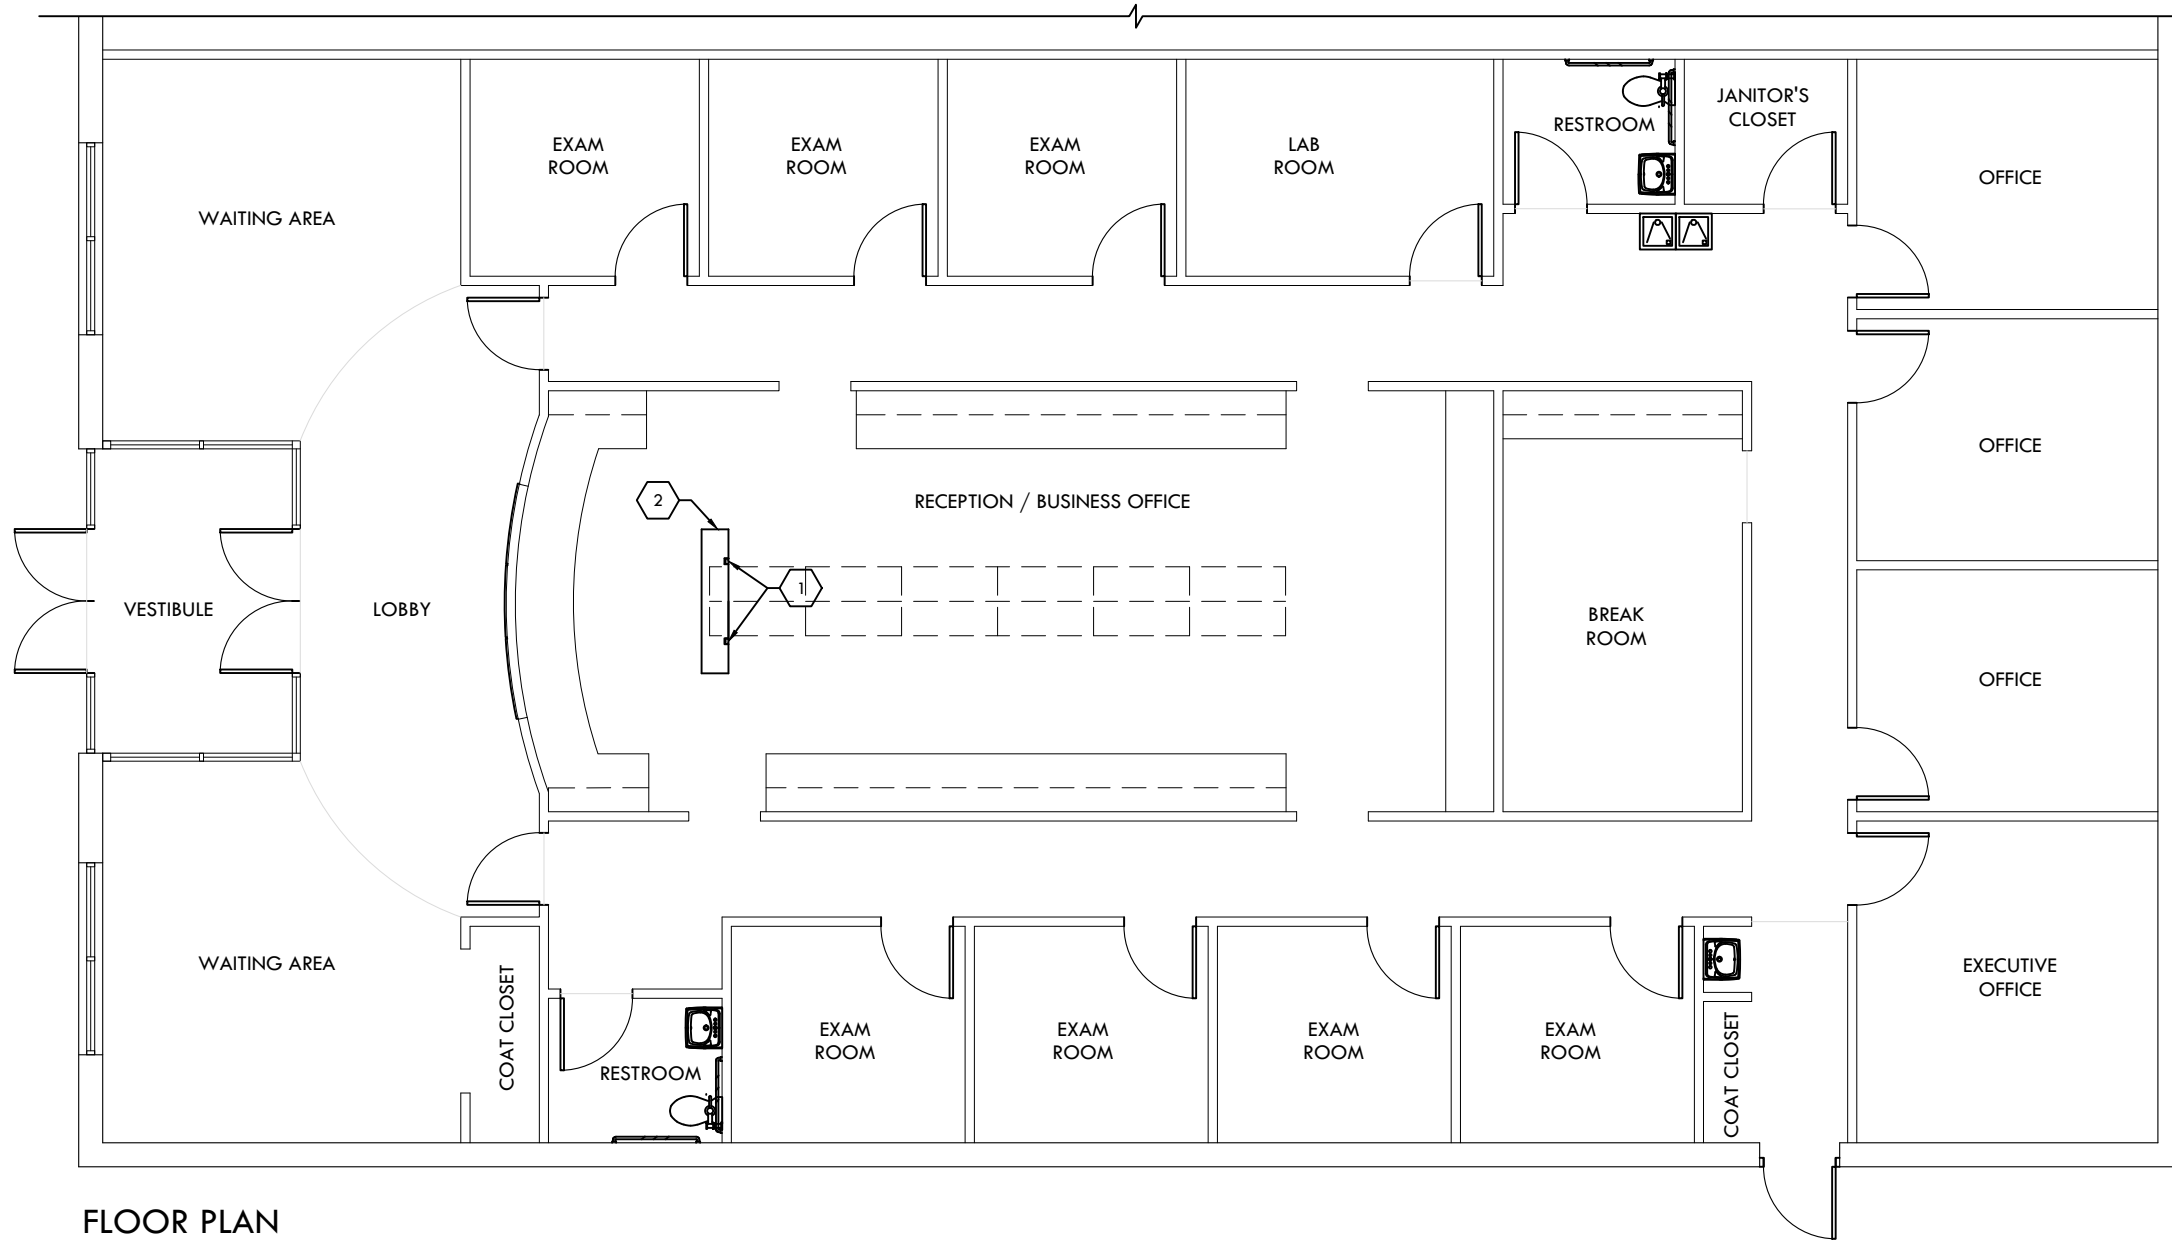 EXAM
ROOM
EXAM
ROOM
EXAM
ROOM
LAB
ROOM
RESTROOM
JANITOR'S
CLOSET
OFFICE
WAITING AREA
OFFICE
2
RECEPTION / BUSINESS OFFICE
1
VESTIBULE
LOBBY
BREAK
ROOM
OFFICE
WAITING AREA
COAT CLOSET
RESTROOM
EXAM
ROOM
EXAM
ROOM
EXAM
ROOM
EXAM
ROOM
COAT CLOSET
EXECUTIVE
OFFICE
FLOOR PLAN